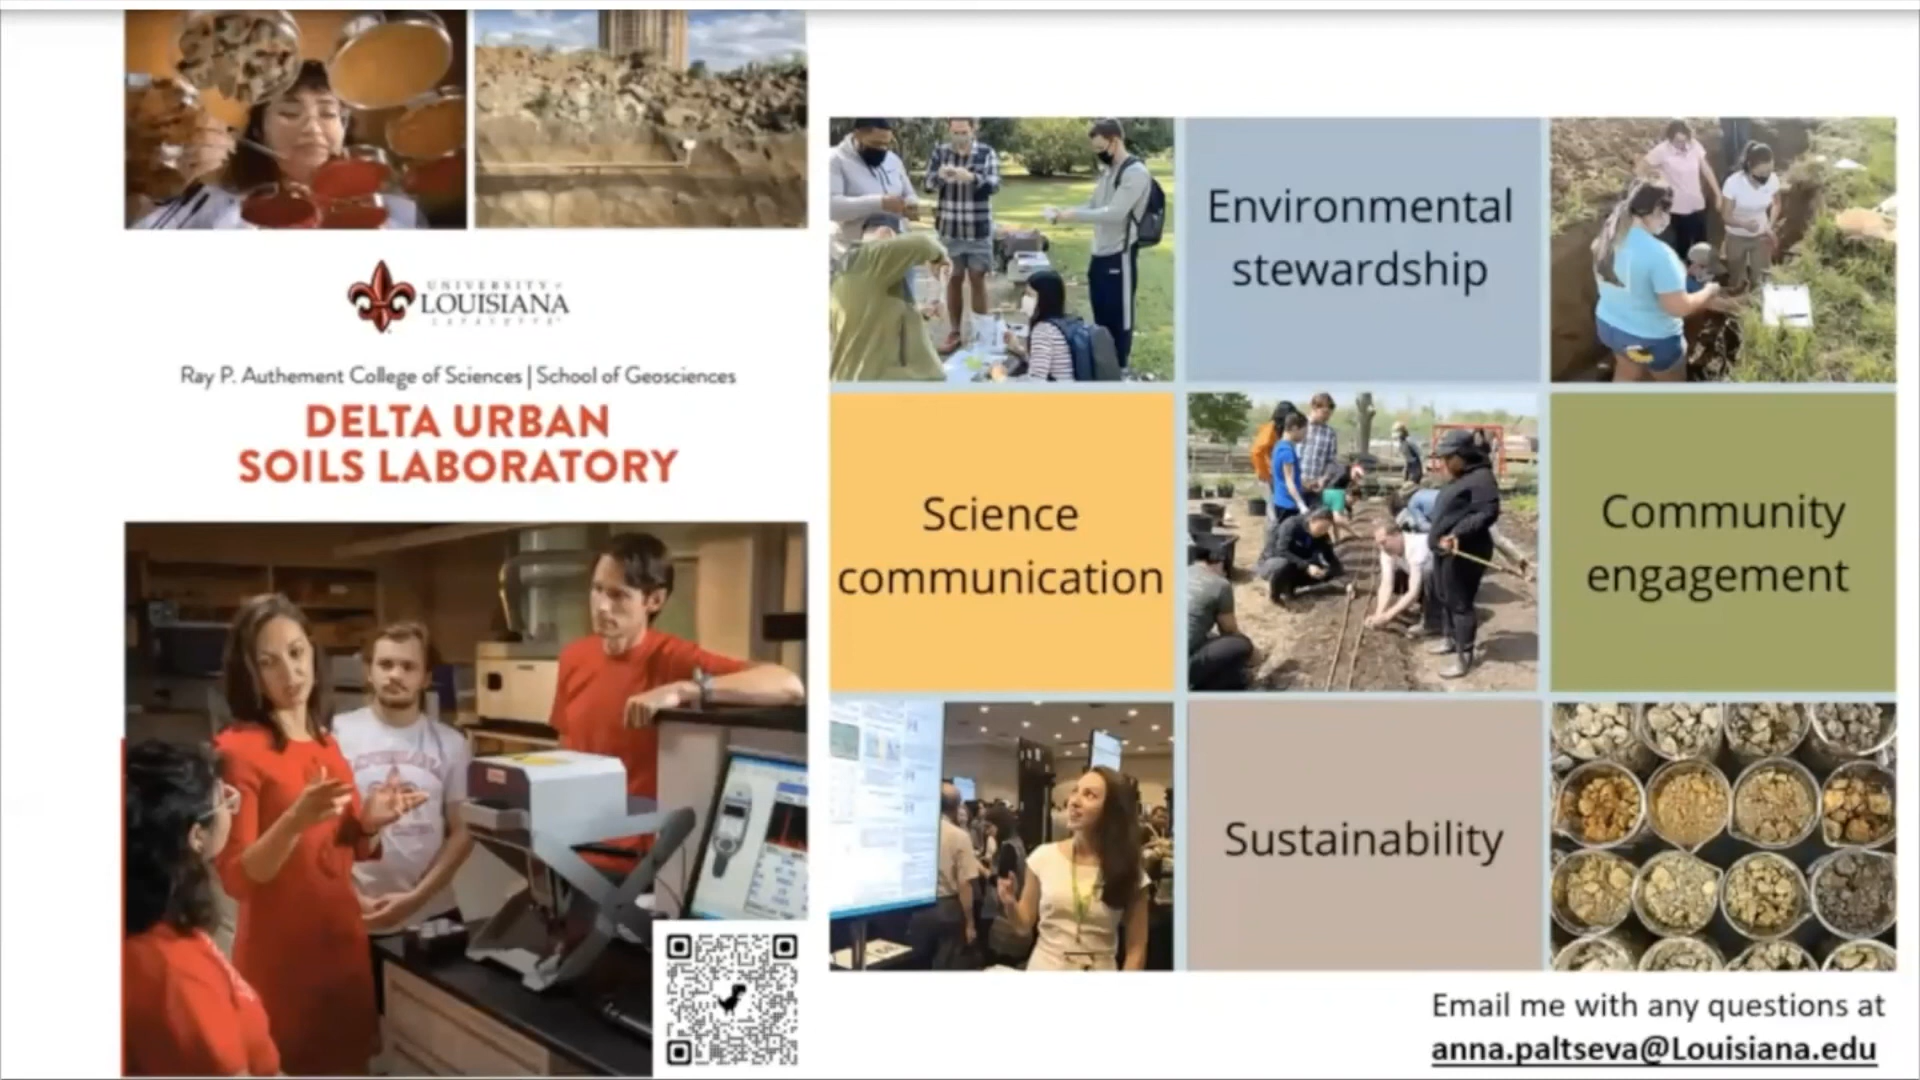 UNIVERSITY of
LOUISIANA
LAFAYETTE
Ray P. Authement College of Sciences | School of Geosciences
DELTA URBAN
SOILS LABORATORY
Environmental
stewardship
Science
communication
Community
engagement
Sustainability
Email me with any questions at
anna.paltseva@Louisiana.edu